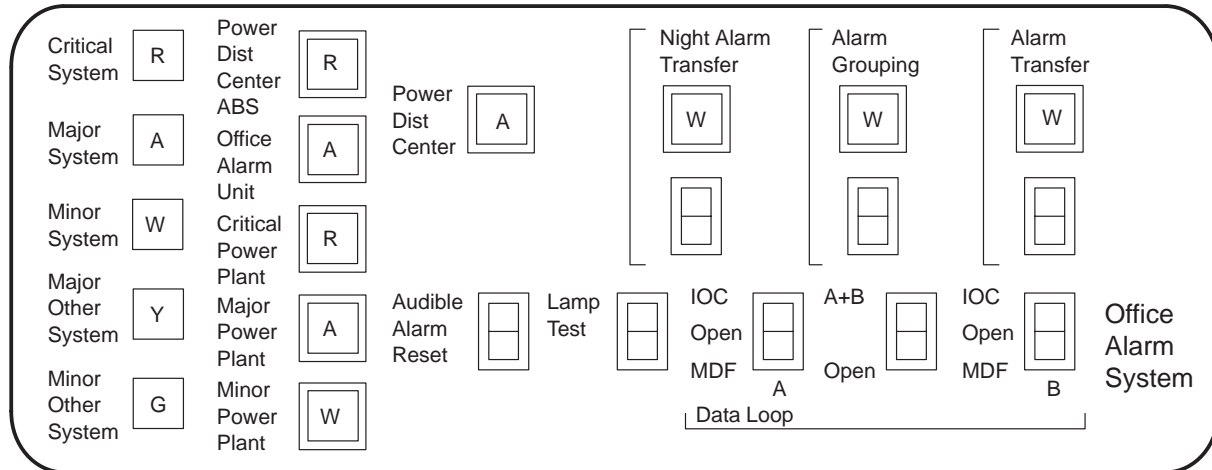 Critical
System
R
Major
System
A
Minor
System
W
Major
Other
System
Y
Minor
Other
System
G
Power
Dist
Center
ABS
R
Office
Alarm
Unit
A
Critical
Power
Plant
R
Major
Power
Plant
A
Minor
Power
Plant
W
Power
Dist
Center
A
Audible
Alarm
Reset
Lamp
Test
Night Alarm
Transfer
W
Alarm
Grouping
W
Alarm
Transfer
W
IOC
Open
MDF
A
A+B
Open
IOC
Open
MDF
B
Data Loop
Office
Alarm
System